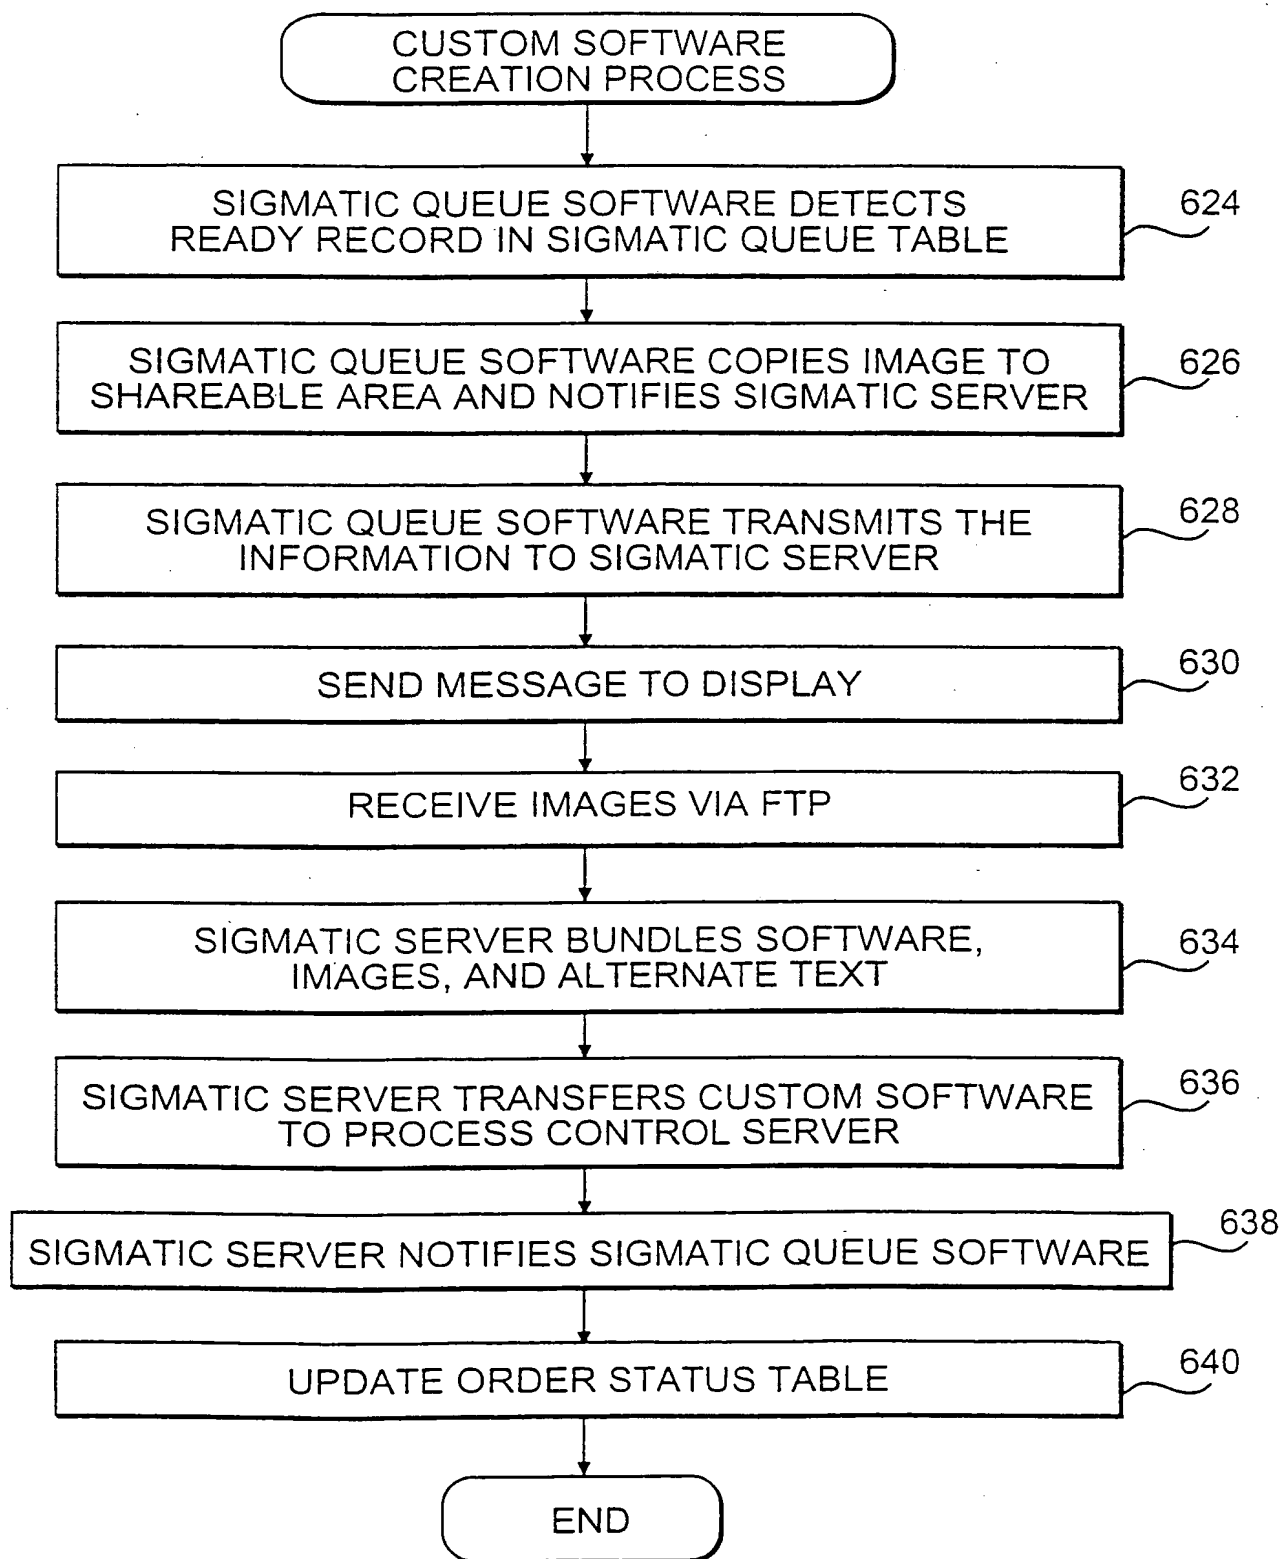 CUSTOM SOFTWARE
CREATION PROCESS
SIGMATIC QUEUE SOFTWARE DETECTS
READY RECORD IN SIGMATIC QUEUE TABLE
624
SIGMATIC QUEUE SOFTWARE COPIES IMAGE TO
SHAREABLE AREA AND NOTIFIES SIGMATIC SERVER
626
SIGMATIC QUEUE SOFTWARE TRANSMITS THE
INFORMATION TO SIGMATIC SERVER
628
SEND MESSAGE TO DISPLAY
630
RECEIVE IMAGES VIA FTP
632
SIGMATIC SERVER BUNDLES SOFTWARE,
IMAGES, AND ALTERNATE TEXT
634
SIGMATIC SERVER TRANSFERS CUSTOM SOFTWARE
TO PROCESS CONTROL SERVER
636
SIGMATIC SERVER NOTIFIES SIGMATIC QUEUE SOFTWARE
638
UPDATE ORDER STATUS TABLE
640
END